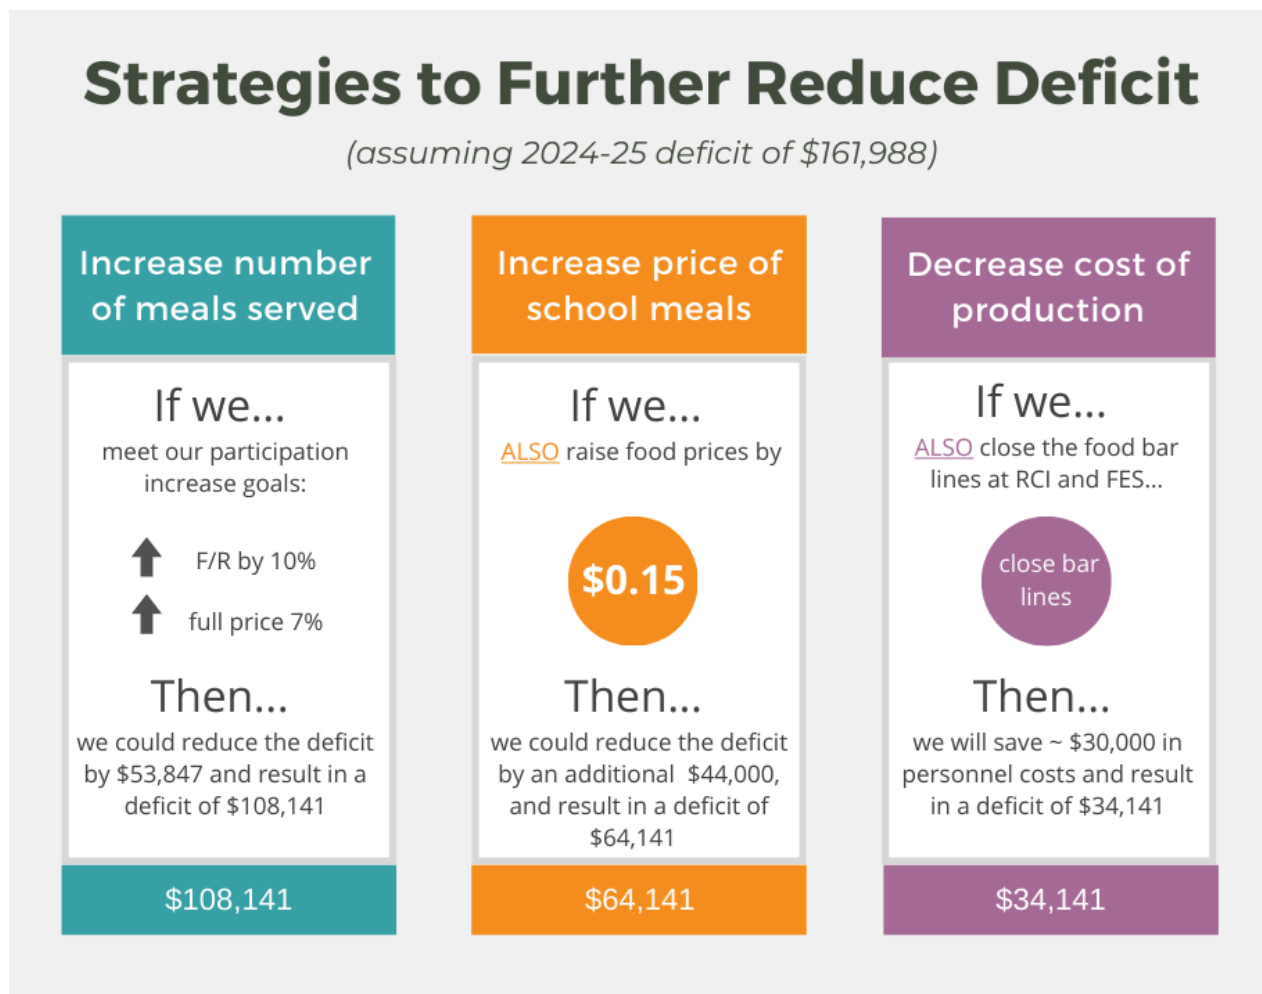 Strategies to Further Reduce Deficit
(assuming 2024-25 deficit of $161,988)
Increase number
of meals served
If we...
meet our participation
increase goals:
F/R by 10%
full price 7%
Then...
we could reduce the deficit
by $53,847 and result in a
deficit of $108,141
$108,141
Increase price of
school meals
If we...
ALSO raise food prices by
$0.15
Then...
we could reduce the deficit
by an additional $44,000,
and result in a deficit of
$64,141
$64,141
Decrease cost of
production
If we...
ALSO close the food bar
lines at RCI and FES...
close bar
lines
Then...
we will save ~ $30,000 in
personnel costs and result
in a deficit of $34,141
$34,141